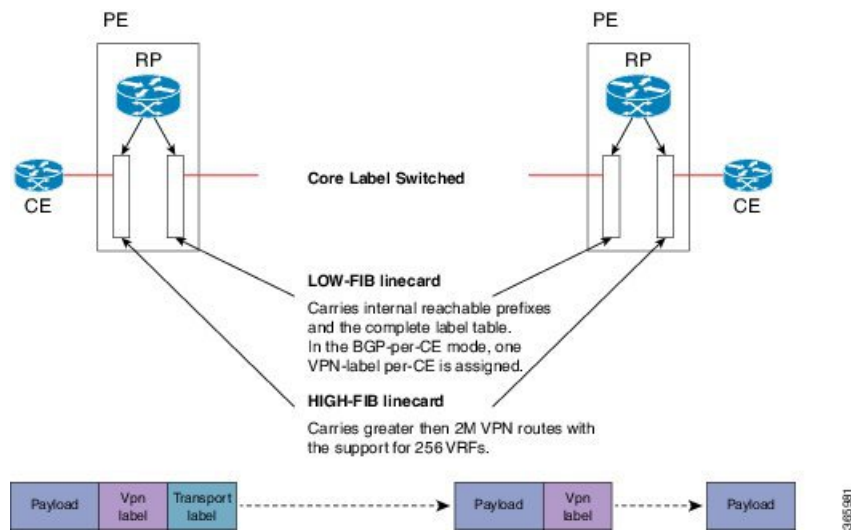 PE
PE
RP
RP
Core Label Switched
CE
CE
LOW-FIB linecard
Carries internal reachable prefixes
and the complete label table.
In the BGP-per-CE mode, one
VPN-label per-CE is assigned.
HIGH-FIB linecard
Carries greater then 2M VPN routes with
the support for 256 VRFs.
Payload
Vpn
label
Transport
label
Payload
Vpn
label
Payload
365981